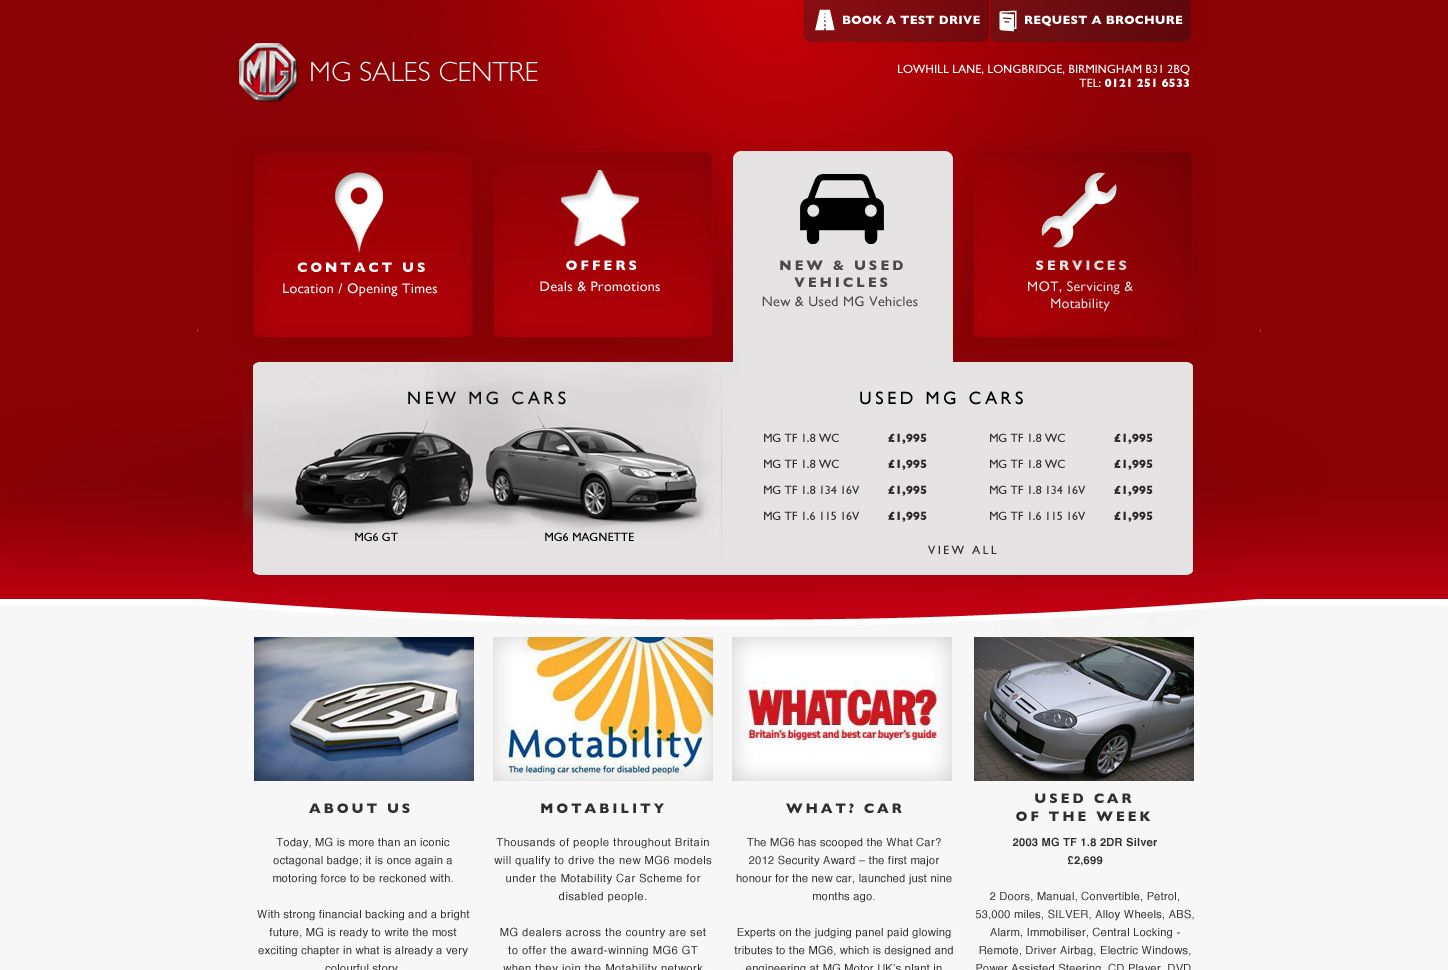 BOOK A TEST DRIVE
REQUEST A BROCHURE
MG
MG SALES CENTRE
LOWHILL LANE, LONGBRIDGE, BIRMINGHAM B31 2BQ
TEL: 0121 251 6533
CONTACT US
Location / Opening Times
OFFERS
Deals & Promotions
NEW & USED
VEHICLES
New & Used MG Vehicles
SERVICES
MOT, Servicing &
Motability
NEW MG CARS
MG6 GT
MG6 MAGNETTE
USED MG CARS
MG TF 1.8 WC £1,995 MG TF 1.8 WC £1,995
MG TF 1.8 WC £1,995 MG TF 1.8 WC £1,995
MG TF 1.8 134 16V £1,995 MG TF 1.8 134 16V £1,995
MG TF 1.6 115 16V £1,995 MG TF 1.6 115 16V £1,995
VIEW ALL
MG
ABOUT US
Today, MG is more than an iconic
octagonal badge; it is once again a
motoring force to be reckoned with.
With strong financial backing and a bright
future, MG is ready to write the most
exciting chapter in what is already a very
colourful story.
Motability
The leading car scheme for disabled people
MOTABILITY
Thousands of people throughout Britain
will qualify to drive the new MG6 models
under the Motability Car Scheme for
disabled people.
MG dealers across the country are set
to offer the award-winning MG6 GT
when they join the Motability network
WHATCAR?
Britain's biggest and best car buyer's guide
WHAT? CAR
The MG6 has scooped the What Car?
2012 Security Award – the first major
honour for the new car, launched just nine
months ago.
Experts on the judging panel paid glowing
tributes to the MG6, which is designed and
engineering at MG Motor UK's plant in
USED CAR
OF THE WEEK
2003 MG TF 1.8 2DR Silver
£2,699
2 Doors, Manual, Convertible, Petrol,
53,000 miles, SILVER, Alloy Wheels, ABS,
Alarm, Immobiliser, Central Locking -
Remote, Driver Airbag, Electric Windows,
Power Assisted Steering, CD Player, DVD